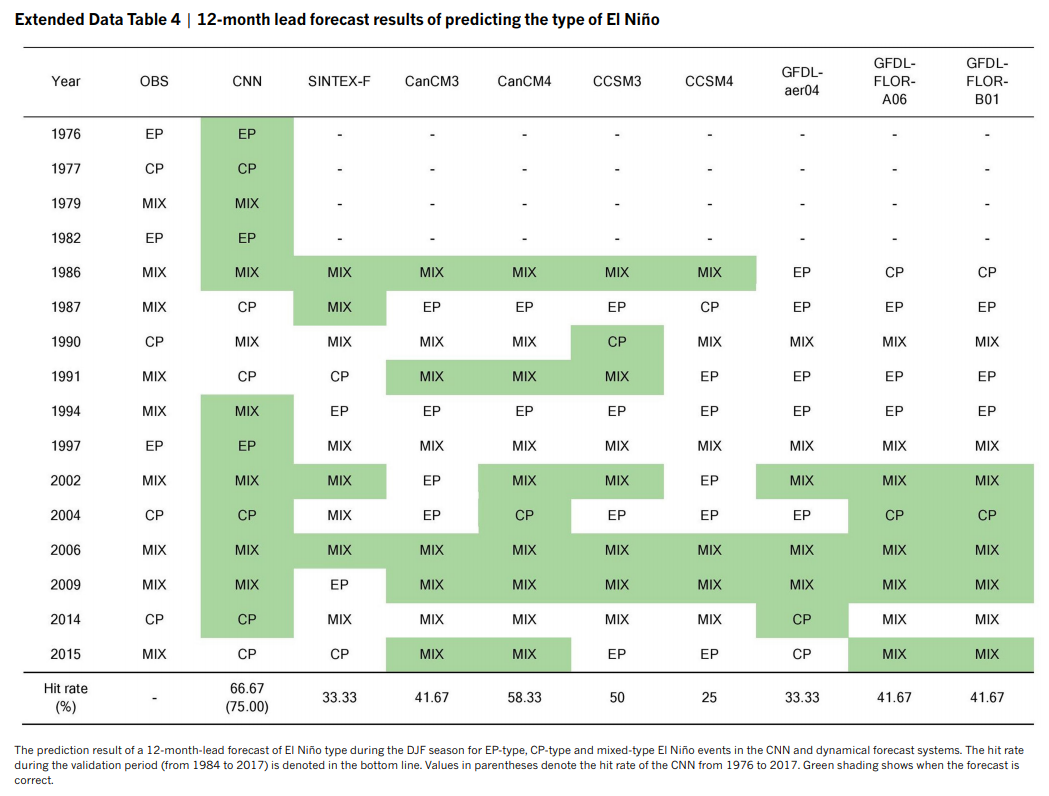 Extended Data Table 4 | 12-month lead forecast results of predicting the type of El Niño
Year OBS CNN SINTEX-F CanCM3 CanCM4 CCSM3 CCSM4 GFDL-aer04 GFDL-FLOR-A06 GFDL-FLOR-B01
1976 EP EP - - - - - - - -
1977 CP CP - - - - - - - -
1979 MIX MIX - - - - - - - -
1982 EP EP - - - - - - - -
1986 MIX MIX MIX MIX MIX MIX MIX EP CP CP
1987 MIX CP MIX EP EP EP CP EP EP EP
1990 CP MIX MIX MIX MIX CP MIX MIX MIX MIX
1991 MIX CP CP MIX MIX MIX EP EP EP EP
1994 MIX MIX EP EP EP EP EP EP EP EP
1997 EP EP MIX MIX MIX MIX MIX MIX MIX MIX
2002 MIX MIX MIX EP MIX MIX EP MIX MIX MIX
2004 CP CP MIX EP CP EP EP EP CP CP
2006 MIX MIX MIX MIX MIX MIX MIX MIX MIX MIX
2009 MIX MIX EP MIX MIX MIX MIX MIX MIX MIX
2014 CP CP MIX MIX MIX MIX MIX CP MIX MIX
2015 MIX CP CP MIX MIX EP EP CP MIX MIX
Hit rate (%) - 66.67 (75.00) 33.33 41.67 58.33 50 25 33.33 41.67 41.67
The prediction result of a 12-month-lead forecast of El Niño type during the DJF season for EP-type, CP-type and mixed-type El Niño events in the CNN and dynamical forecast systems. The hit rate
during the validation period (from 1984 to 2017) is denoted in the bottom line. Values in parentheses denote the hit rate of the CNN from 1976 to 2017. Green shading shows when the forecast is
correct.